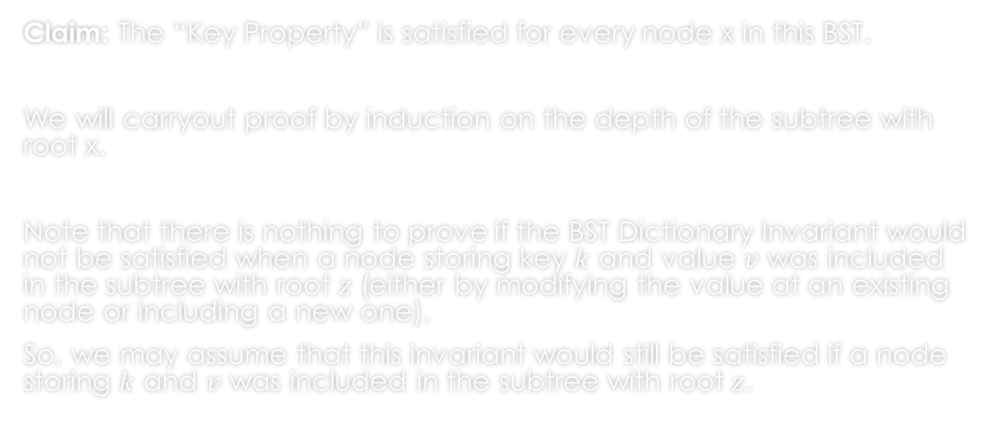 Claim: The “Key Property” is satisfied for every node x in this BST.
We will carryout proof by induction on the depth of the subtree with
root x.
Note that there is nothing to prove if the BST Dictionary Invariant would
not be satisfied when a node storing key k and value v was included
in the subtree with root z (either by modifying the value at an existing
node or including a new one).
So, we may assume that this invariant would still be satisfied if a node
storing k and v was included in the subtree with root z.